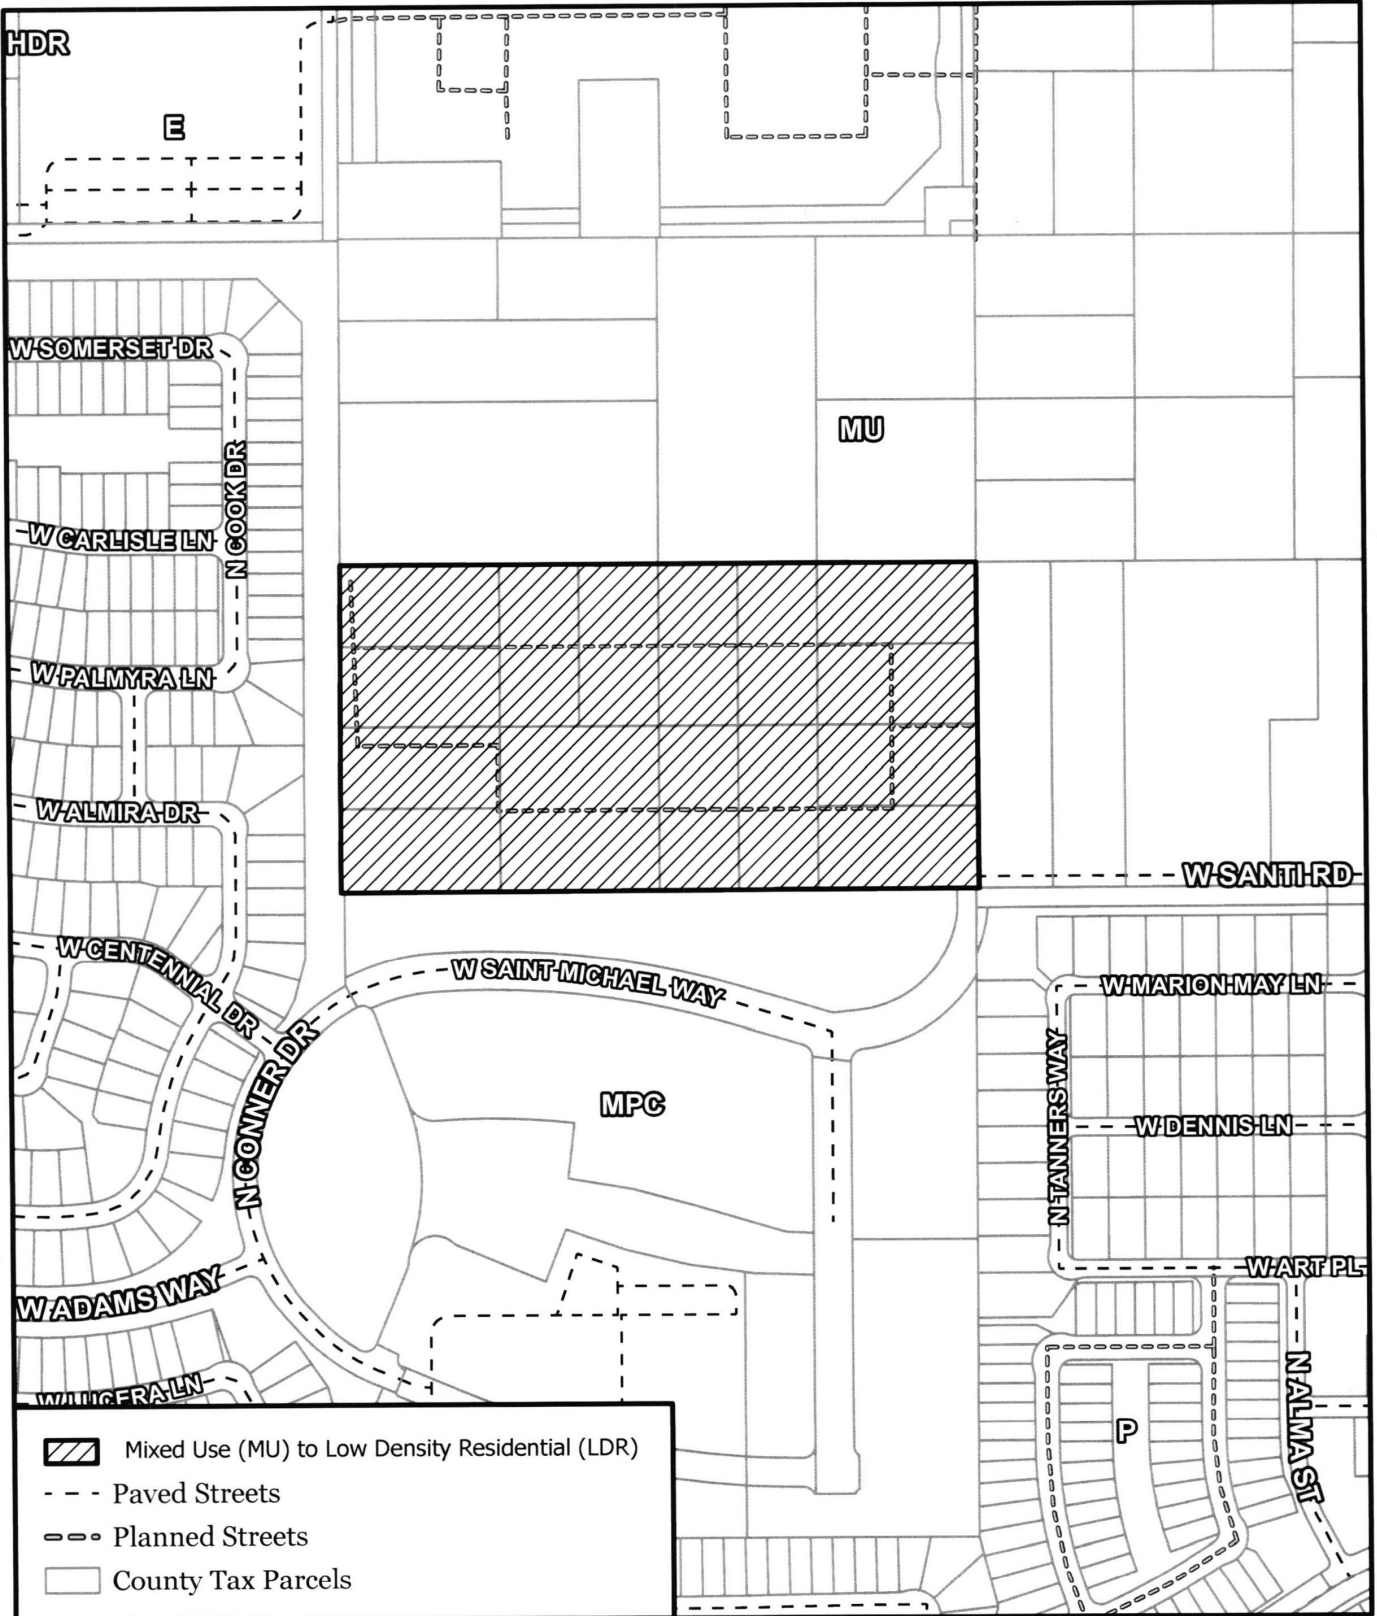 HDR
E
W SOMERSET DR
N COOK DR
MU
W CARLISLE LN
W PALMYRA LN
W ALMIRA DR
W SANTI RD
W CENTENNIAL DR
W SAINT MICHAEL WAY
W MARION MAY LN
N CONNER DR
N TANNERS WAY
MPC
W DENNIS LN
W ADAMS WAY
W ART PL
W LUCERA LN
N ALMA ST
P
Mixed Use (MU) to Low Density Residential (LDR)
Paved Streets
Planned Streets
County Tax Parcels